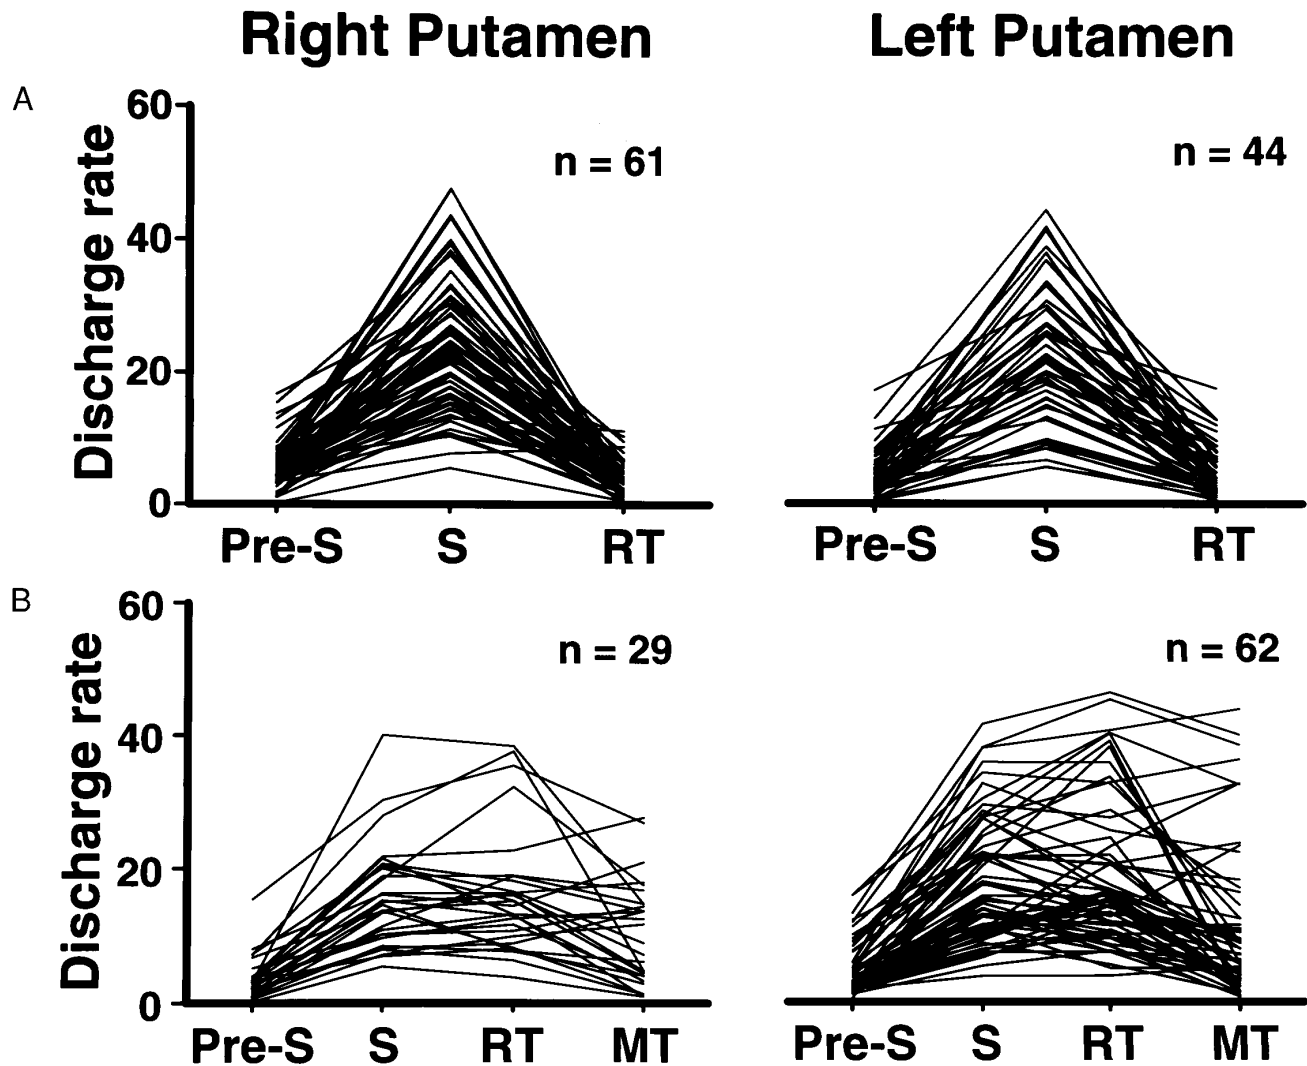 Right Putamen
Left Putamen
A
Discharge rate
60
40
20
0
n = 61
n = 44
Pre-S S RT
Pre-S S RT
B
Discharge rate
60
40
20
0
n = 29
n = 62
Pre-S S RT MT
Pre-S S RT MT